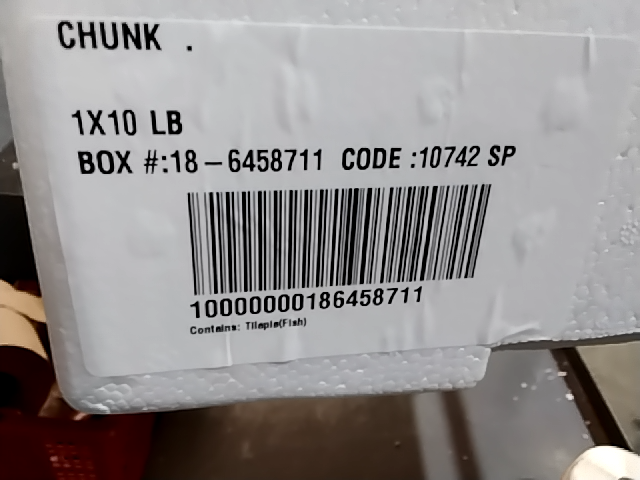 CHUNK .
1X10 LB
BOX #:18-6458711 CODE :10742 SP
10000000186458711
Contains: Tilapia(Fish)